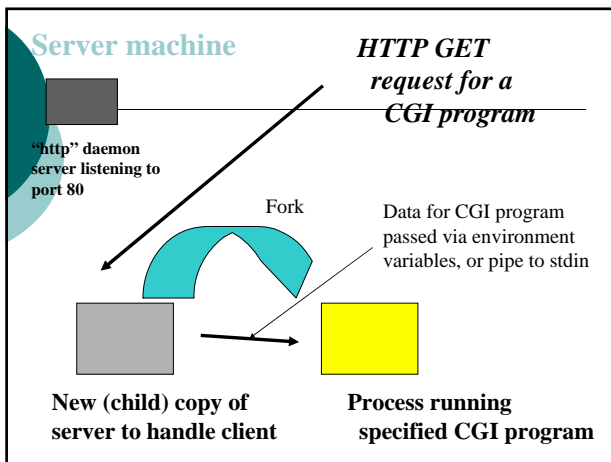 Server machine
HTTP GET
request for a
CGI program
“http” daemon
server listening to
port 80
Fork
Data for CGI program
passed via environment
variables, or pipe to stdin
New (child) copy of
server to handle client
Process running
specified CGI program